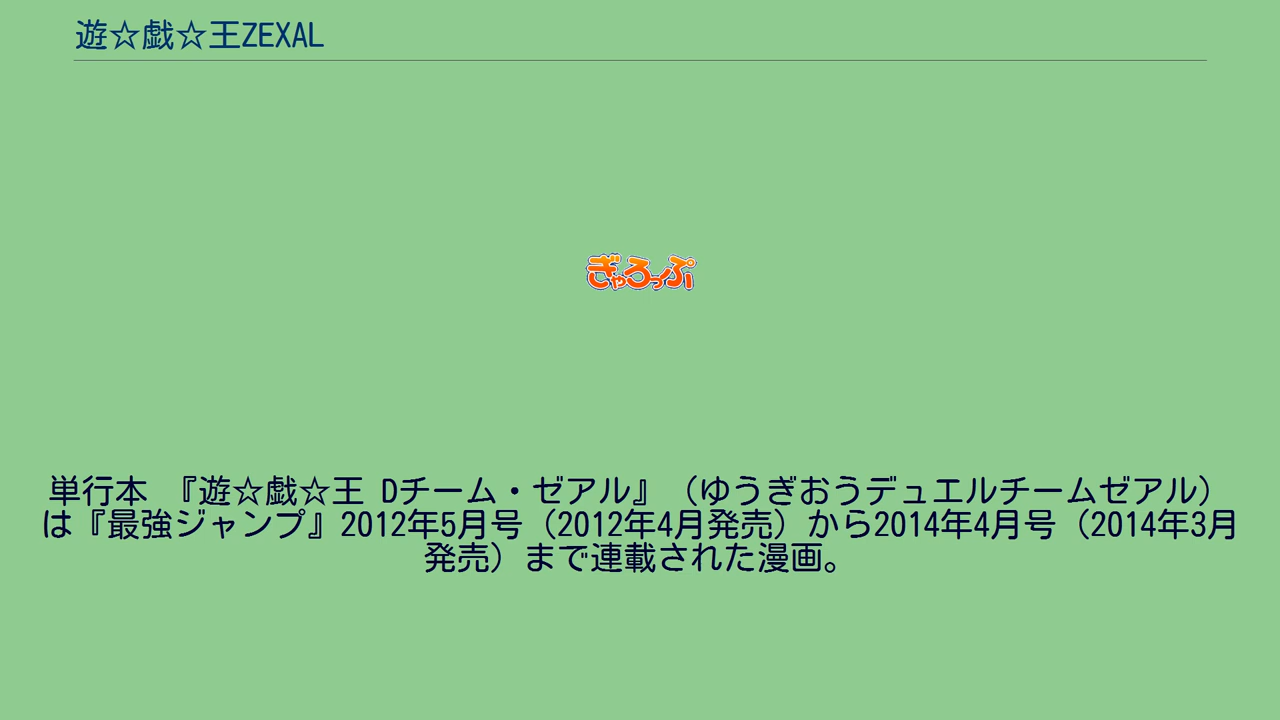 遊☆戯☆王ZEXAL
ぎゃろっぷ
単行本 『遊☆戯☆王 Dチーム・ゼアル』（ゆうぎおうデュエルチームゼアル）
は『最強ジャンプ』2012年5月号（2012年4月発売）から2014年4月号（2014年3月
発売）まで連載された漫画。